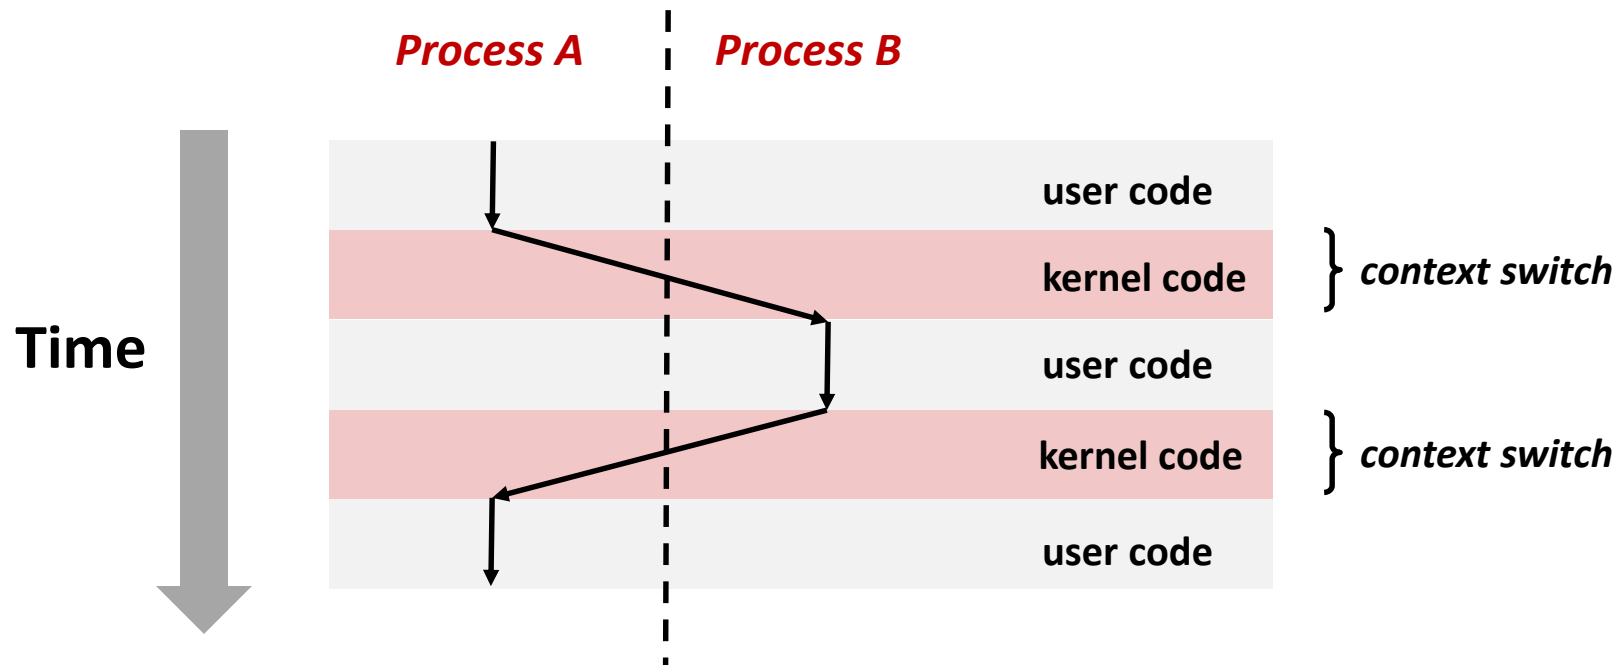 Process A
Process B
user code
kernel code
context switch
Time
user code
kernel code
context switch
user code